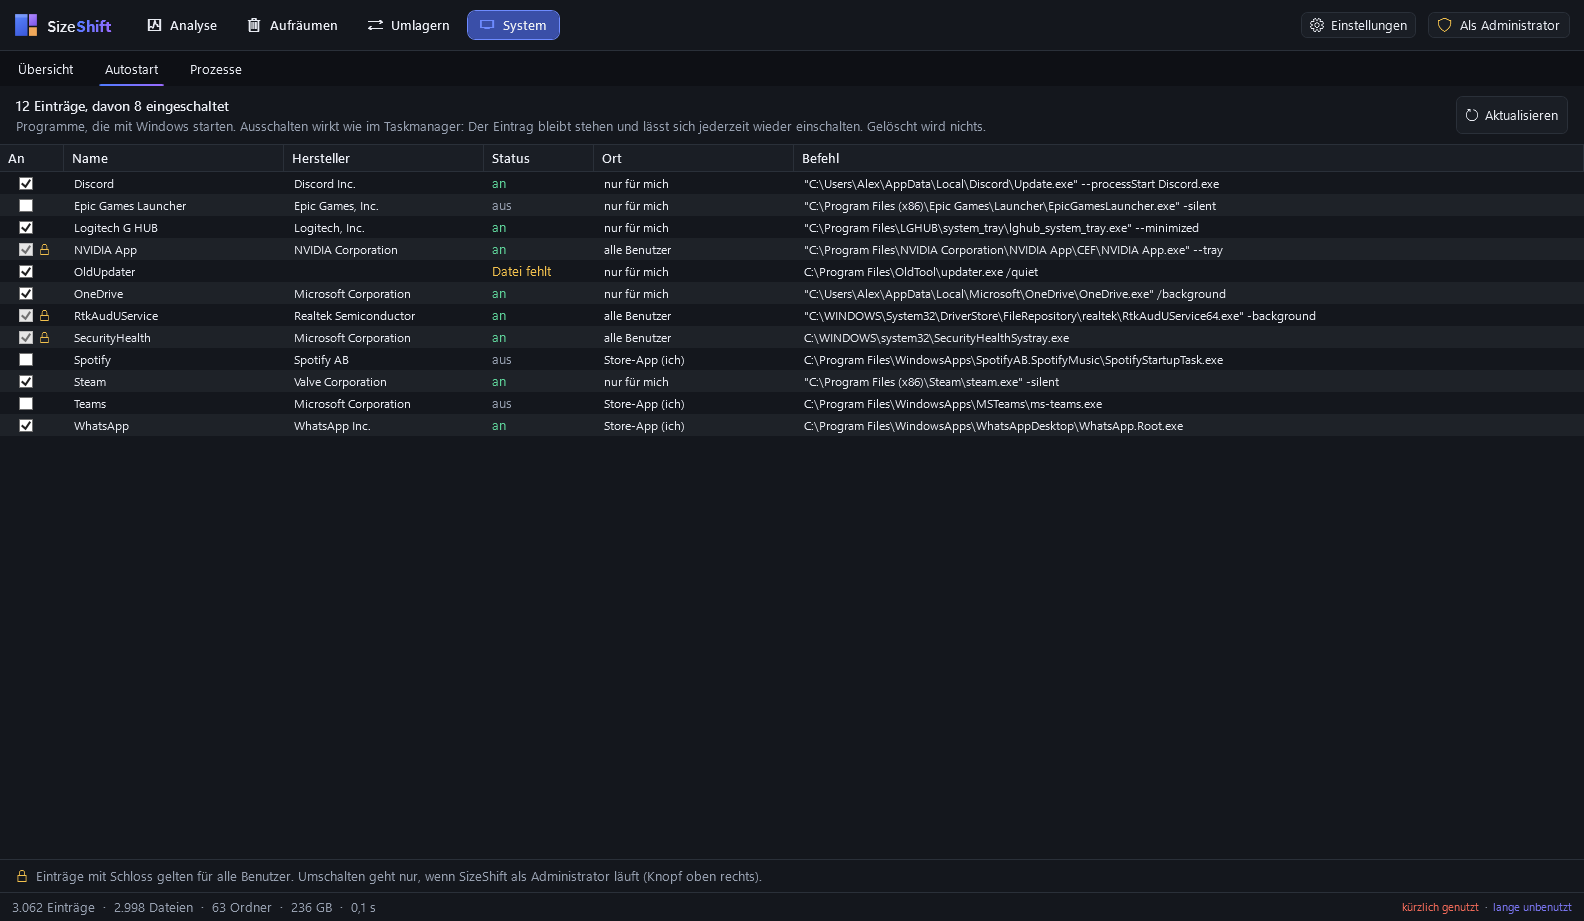 SizeShift Analyse Aufräumen Umlagern System Einstellungen Als Administrator
Übersicht Autostart Prozesse
12 Einträge, davon 8 eingeschaltet
Programme, die mit Windows starten. Ausschalten wirkt wie im Taskmanager: Der Eintrag bleibt stehen und lässt sich jederzeit wieder einschalten. Gelöscht wird nichts.
Aktualisieren
An Name Hersteller Status Ort Befehl
Discord Discord Inc. an nur für mich "C:\Users\Alex\AppData\Local\Discord\Update.exe" --processStart Discord.exe
Epic Games Launcher Epic Games, Inc. aus nur für mich "C:\Program Files (x86)\Epic Games\Launcher\EpicGamesLauncher.exe" -silent
Logitech G HUB Logitech, Inc. an nur für mich "C:\Program Files\LGHUB\system_tray\lghub_system_tray.exe" --minimized
NVIDIA App NVIDIA Corporation an alle Benutzer "C:\Program Files\NVIDIA Corporation\NVIDIA App\CEF\NVIDIA App.exe" --tray
OldUpdater Datei fehlt nur für mich C:\Program Files\OldTool\updater.exe /quiet
OneDrive Microsoft Corporation an nur für mich "C:\Users\Alex\AppData\Local\Microsoft\OneDrive\OneDrive.exe" /background
RtkAudUService Realtek Semiconductor an alle Benutzer "C:\WINDOWS\System32\DriverStore\FileRepository\realtek\RtkAudUService64.exe" -background
SecurityHealth Microsoft Corporation an alle Benutzer C:\WINDOWS\system32\SecurityHealthSystray.exe
Spotify Spotify AB aus Store-App (ich) C:\Program Files\WindowsApps\SpotifyAB.SpotifyMusic\SpotifyStartupTask.exe
Steam Valve Corporation an nur für mich "C:\Program Files (x86)\Steam\steam.exe" -silent
Teams Microsoft Corporation aus Store-App (ich) C:\Program Files\WindowsApps\MSTeams\ms-teams.exe
WhatsApp WhatsApp Inc. an Store-App (ich) C:\Program Files\WindowsApps\WhatsAppDesktop\WhatsApp.Root.exe
Einträge mit Schloss gelten für alle Benutzer. Umschalten geht nur, wenn SizeShift als Administrator läuft (Knopf oben rechts).
3.062 Einträge · 2.998 Dateien · 63 Ordner · 236 GB · 0,1 s kürzlich genutzt · lange unbenutzt